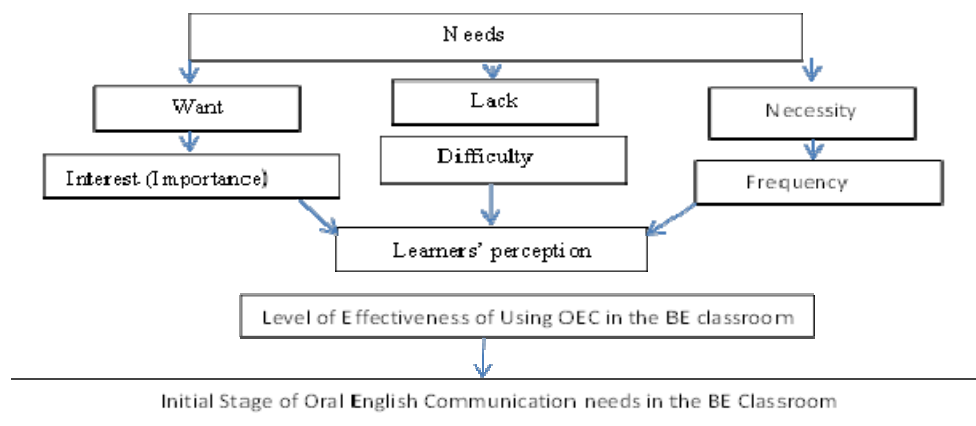 Needs
Want
Lack
Necessity
Interest (Importance)
Difficulty
Frequency
Learners' perception
Level of Effectiveness of Using OEC in the BE classroom
Initial Stage of Oral English Communication needs in the BE Classroom